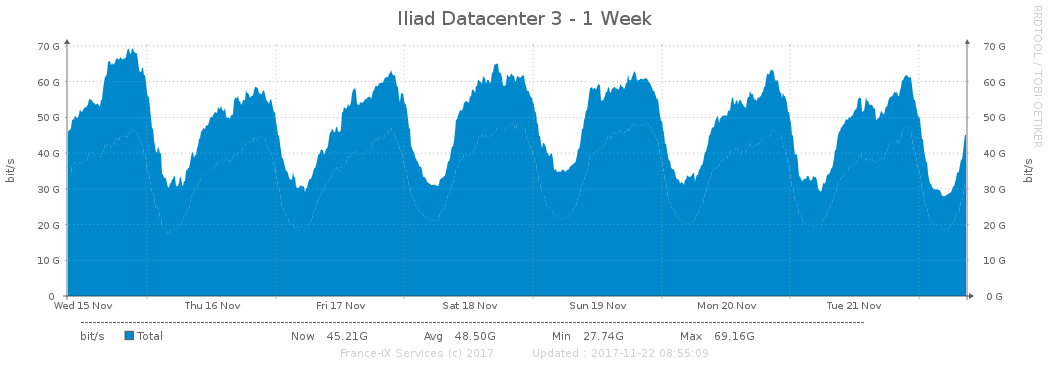 Iliad Datacenter 3 - 1 Week
RRDTOOL / TOBI OETIKER
70 G 70 G
60 G 60 G
50 G 50 G
40 G 40 G
30 G 30 G
20 G 20 G
10 G 10 G
0 0 G
bit/s
bit/s
Wed 15 Nov Thu 16 Nov Fri 17 Nov Sat 18 Nov Sun 19 Nov Mon 20 Nov Tue 21 Nov
bit/s Total Now 45.21G Avg 48.50G Min 27.74G Max 69.16G
France-IX Services (c) 2017 Updated : 2017-11-22 08:55:09